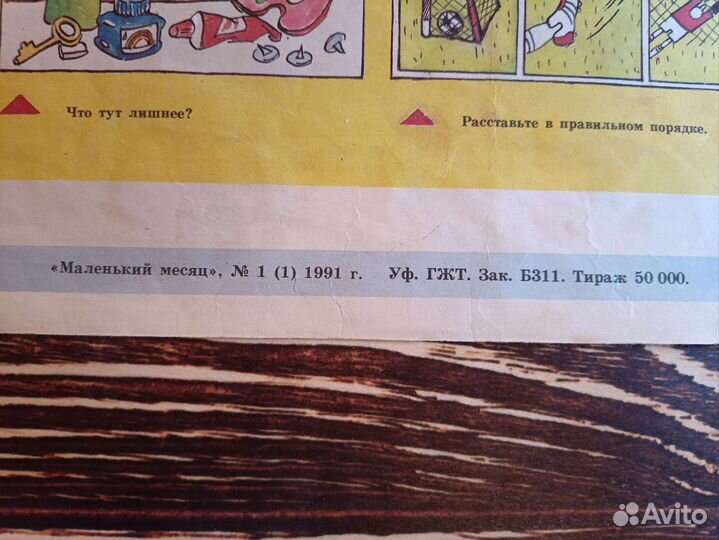 Что тут лишнее?
Расставьте в правильном порядке.
«Маленький месяц», № 1 (1) 1991 г. Уф. ГЖТ. Зак. Б311. Тираж 50 000.
Avito